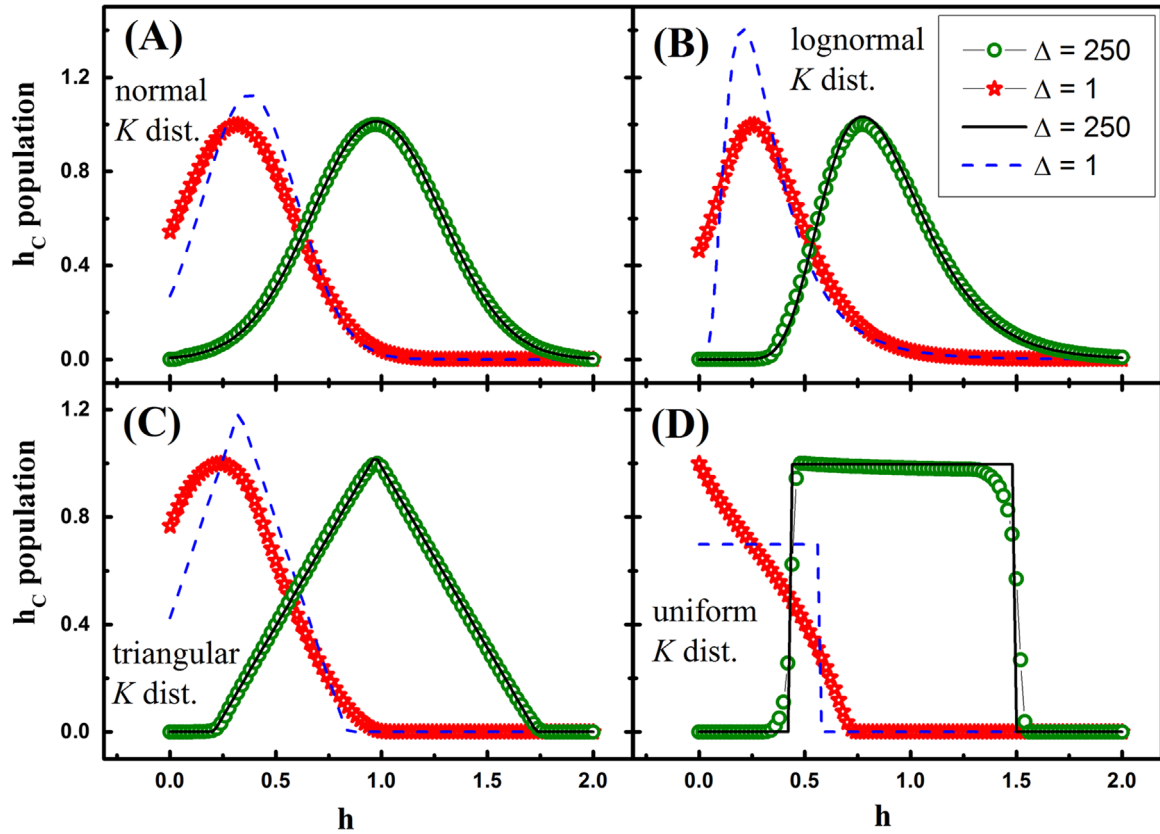 (A)
normal
K dist.
1.2
0.8
0.4
0.0
h_C population
(B)
lognormal
K dist.
Δ = 250
Δ = 1
Δ = 250
Δ = 1
(C)
triangular
K dist.
1.2
0.8
0.4
0.0
h_C population
0.0 0.5 1.0 1.5 2.0
h
(D)
uniform
K dist.
0.0 0.5 1.0 1.5 2.0
h